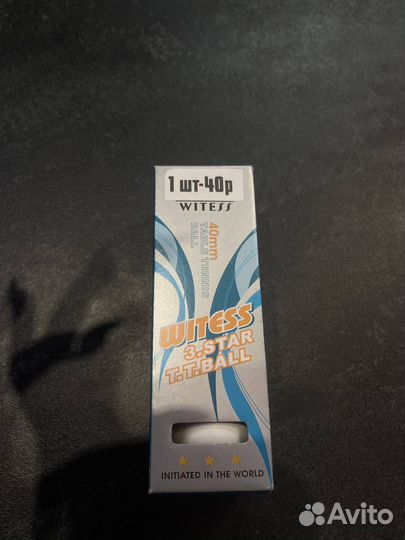 1 шт-40р
WITESS
40mm
TABLE TENNIS
BALL
WITESS
3-STAR
T.T.BALL
INITIATED IN THE WORLD
Avito